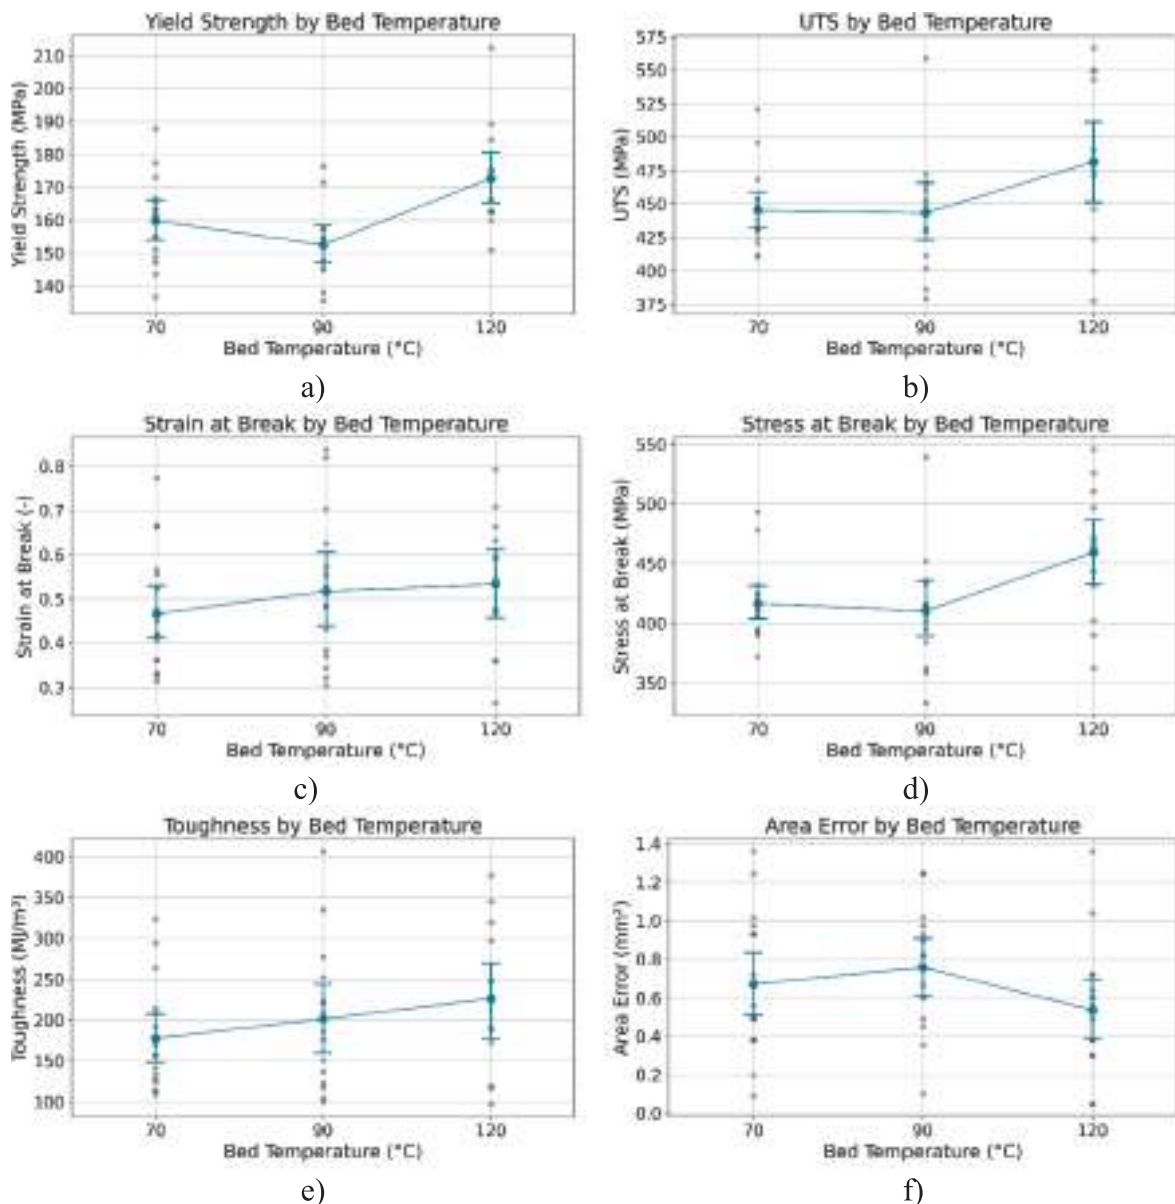 Yield Strength by Bed Temperature
Yield Strength (MPa)
210
200
190
180
170
160
150
140
70 90 120
Bed Temperature (°C)
a)
UTS by Bed Temperature
UTS (MPa)
575
550
525
500
475
450
425
400
375
70 90 120
Bed Temperature (°C)
b)
Strain at Break by Bed Temperature
Strain at Break (-)
0.8
0.7
0.6
0.5
0.4
0.3
70 90 120
Bed Temperature (°C)
c)
Stress at Break by Bed Temperature
Stress at Break (MPa)
550
500
450
400
350
70 90 120
Bed Temperature (°C)
d)
Toughness by Bed Temperature
Toughness (MJ/m³)
400
350
300
250
200
150
100
70 90 120
Bed Temperature (°C)
e)
Area Error by Bed Temperature
Area Error (mm²)
1.4
1.2
1.0
0.8
0.6
0.4
0.2
0.0
70 90 120
Bed Temperature (°C)
f)